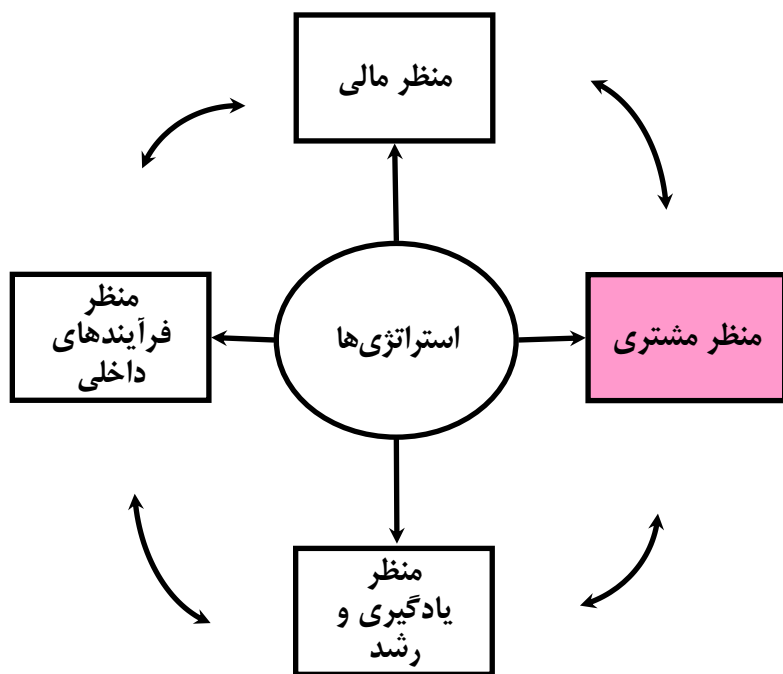 منظر مالی
منظر مشتری
استراتژی‌ها
منظر
فرآیندهای
داخلی
منظر
یادگیری و
رشد